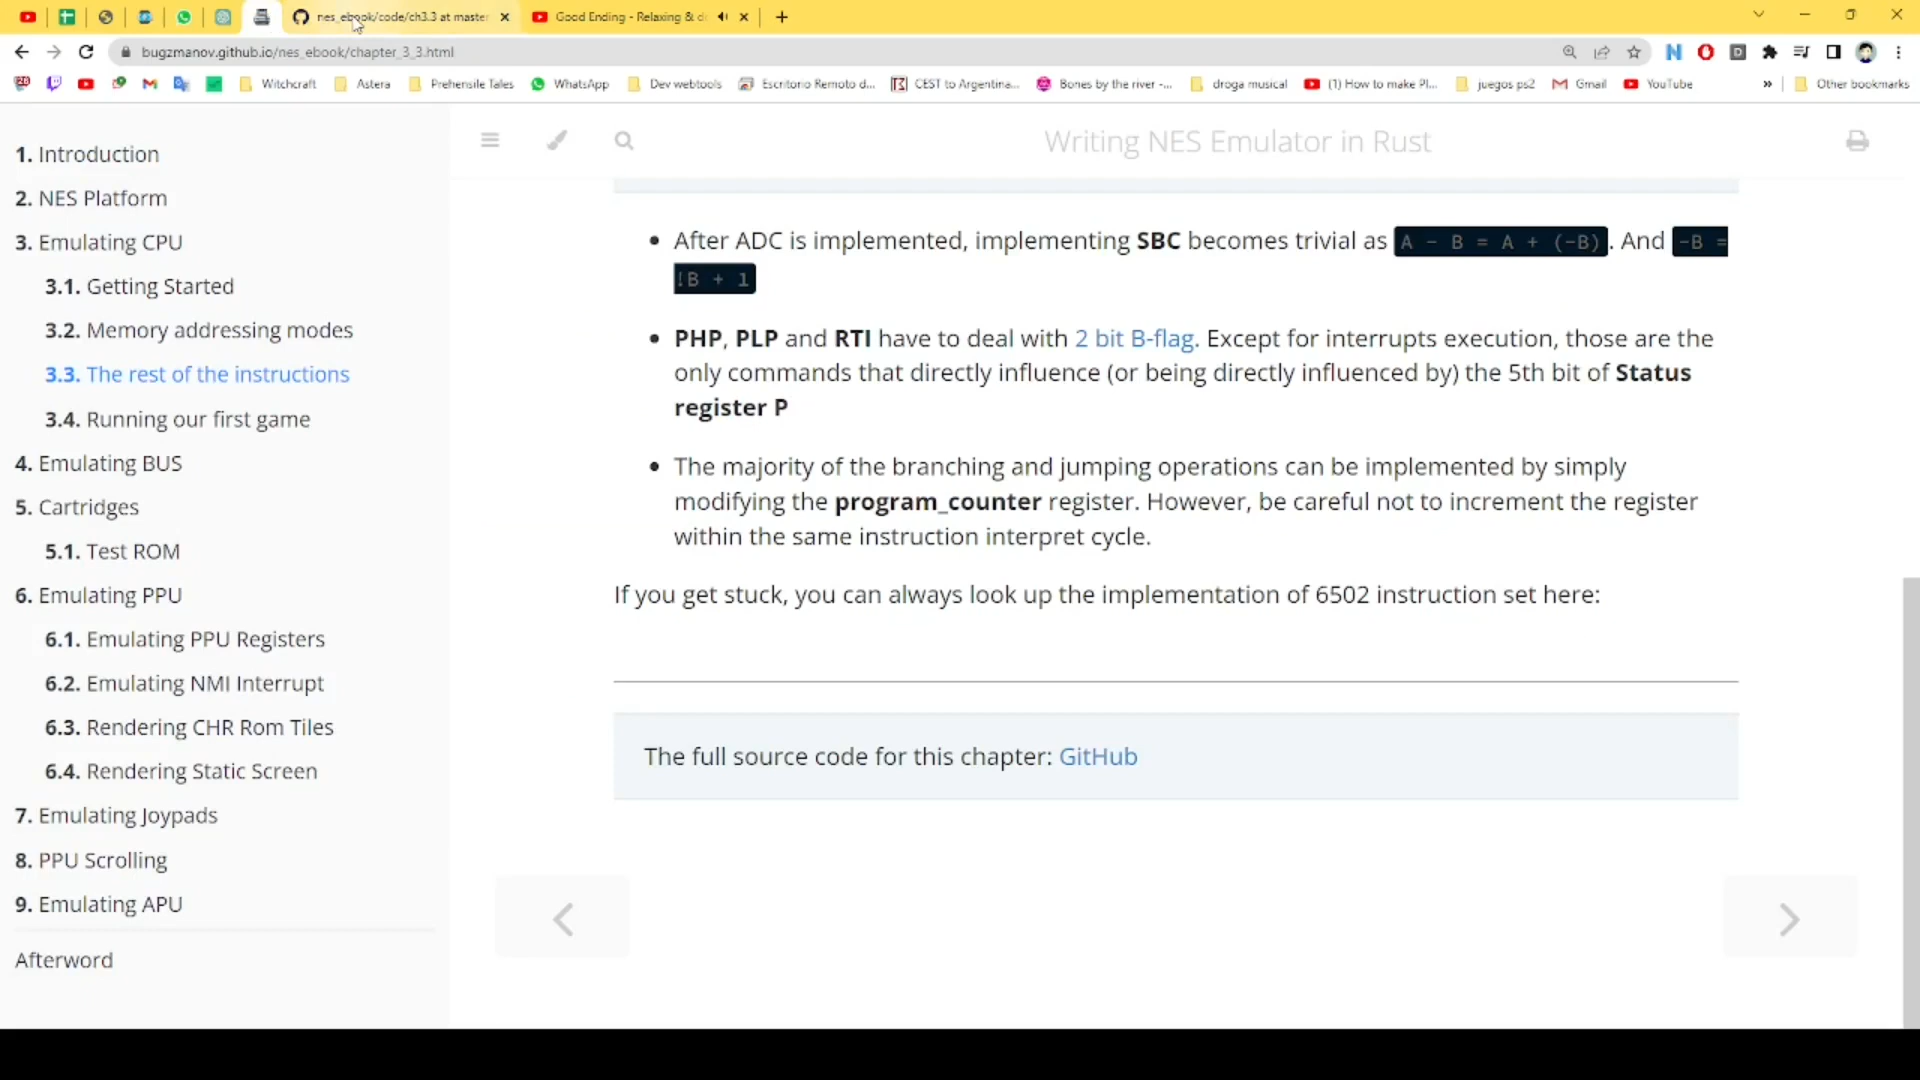 nes_ebook/code/ch3.3 at master
Good Ending - Relaxing & d
bugzmanov.github.io/nes_ebook/chapter_3_3.html
Witchcraft
Astera
Prehensile Tales
WhatsApp
Dev webtools
Escritorio Remoto d...
CEST to Argentina...
Bones by the river -...
droga musical
(1) How to make Pl...
juegos ps2
Gmail
YouTube
»
Other bookmarks
1. Introduction
2. NES Platform
3. Emulating CPU
3.1. Getting Started
3.2. Memory addressing modes
3.3. The rest of the instructions
3.4. Running our first game
4. Emulating BUS
5. Cartridges
5.1. Test ROM
6. Emulating PPU
6.1. Emulating PPU Registers
6.2. Emulating NMI Interrupt
6.3. Rendering CHR Rom Tiles
6.4. Rendering Static Screen
7. Emulating Joypads
8. PPU Scrolling
9. Emulating APU
Afterword
Writing NES Emulator in Rust
• After ADC is implemented, implementing SBC becomes trivial as A - B = A + (-B) . And -B =
!B + 1
• PHP, PLP and RTI have to deal with 2 bit B-flag. Except for interrupts execution, those are the
only commands that directly influence (or being directly influenced by) the 5th bit of Status
register P
• The majority of the branching and jumping operations can be implemented by simply
modifying the program_counter register. However, be careful not to increment the register
within the same instruction interpret cycle.
If you get stuck, you can always look up the implementation of 6502 instruction set here:
The full source code for this chapter: GitHub